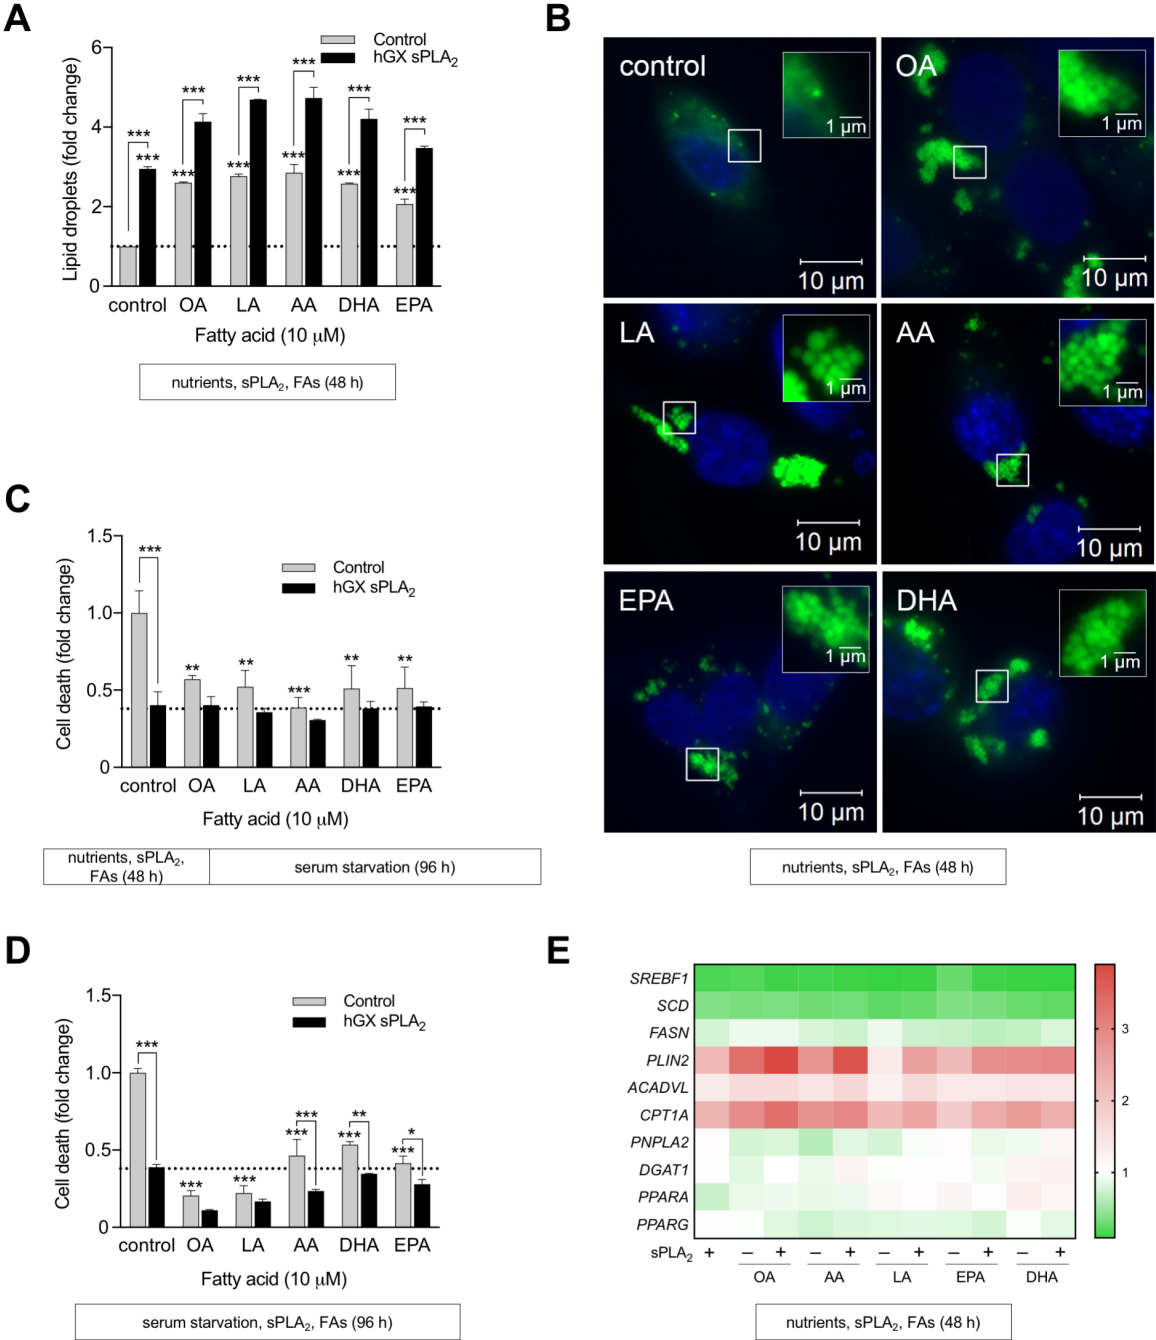 A
Control
hGX sPLA2
Lipid droplets (fold change)
6
4
2
0
***
***
***
***
***
***
***
***
***
***
***
***
control OA LA AA DHA EPA
Fatty acid (10 µM)
nutrients, sPLA2, FAs (48 h)
B
control
1 µm
10 µm
OA
1 µm
10 µm
LA
1 µm
10 µm
AA
1 µm
10 µm
EPA
1 µm
10 µm
DHA
1 µm
10 µm
nutrients, sPLA2, FAs (48 h)
C
Control
hGX sPLA2
Cell death (fold change)
1.5
1.0
0.5
0
***
**
**
***
**
**
control OA LA AA DHA EPA
Fatty acid (10 µM)
nutrients, sPLA2,
FAs (48 h)
serum starvation (96 h)
D
Control
hGX sPLA2
Cell death (fold change)
1.5
1.0
0.5
0
***
***
***
***
***
**
***
*
***
control OA LA AA DHA EPA
Fatty acid (10 µM)
serum starvation, sPLA2, FAs (96 h)
E
SREBF1
SCD
FASN
PLIN2
ACADVL
CPT1A
PNPLA2
DGAT1
PPARA
PPARG
3
2
1
sPLA2 + – + – + – + – + – +
OA AA LA EPA DHA
nutrients, sPLA2, FAs (48 h)